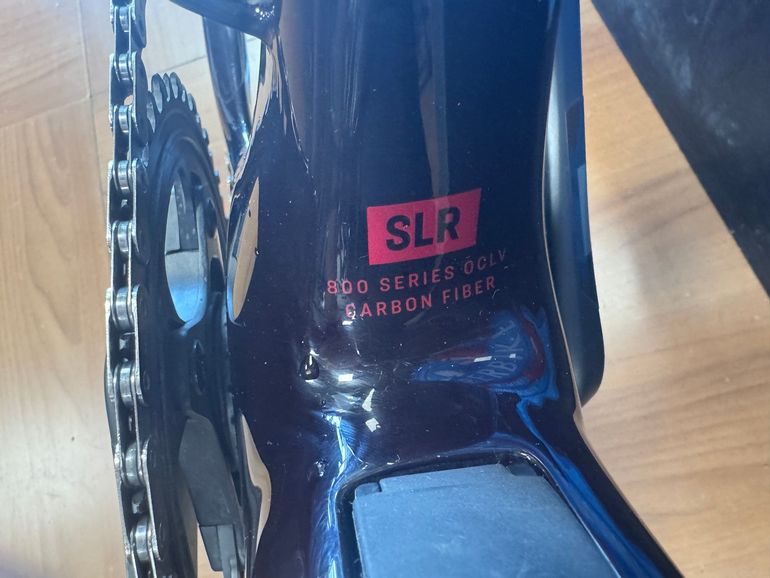 SLR
800 SERIES OCLV
CARBON FIBER